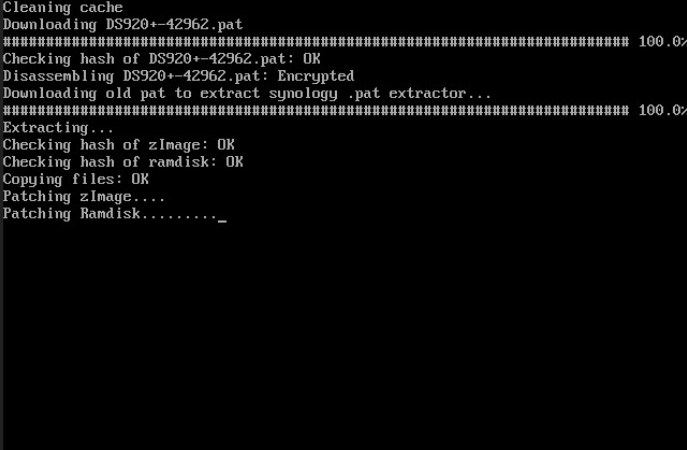 Cleaning cache
Downloading DS920+-42962.pat
######################################################################### 100.0%
Checking hash of DS920+-42962.pat: OK
Disassembling DS920+-42962.pat: Encrypted
Downloading old pat to extract synology .pat extractor...
######################################################################### 100.0%
Extracting...
Checking hash of zImage: OK
Checking hash of ramdisk: OK
Copying files: OK
Patching zImage....
Patching Ramdisk........._